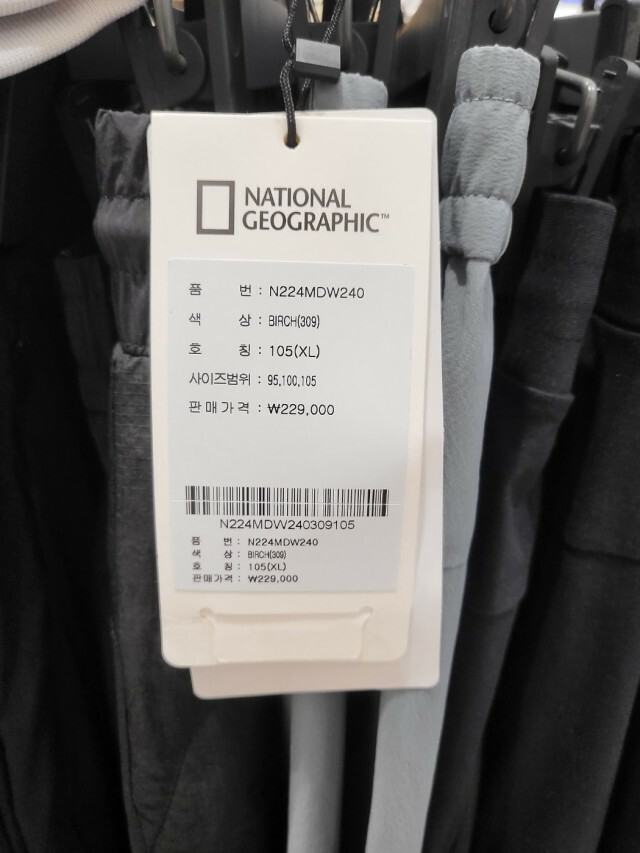 NATIONAL
GEOGRAPHIC™
품 번 : N224MDW240
색 상 : BIRCH(309)
호 칭 : 105(XL)
사이즈범위 : 95,100,105
판매가격 : ₩229,000
N224MDW240309105
품 번 : N224MDW240
색 상 : BIRCH(309)
호 칭 : 105(XL)
판매가격 : ₩229,000